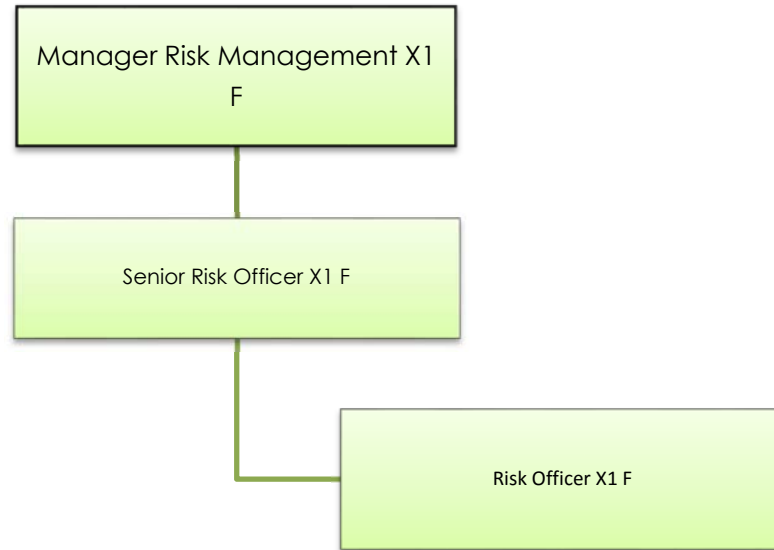 Manager Risk Management X1
F
Senior Risk Officer X1 F
Risk Officer X1 F